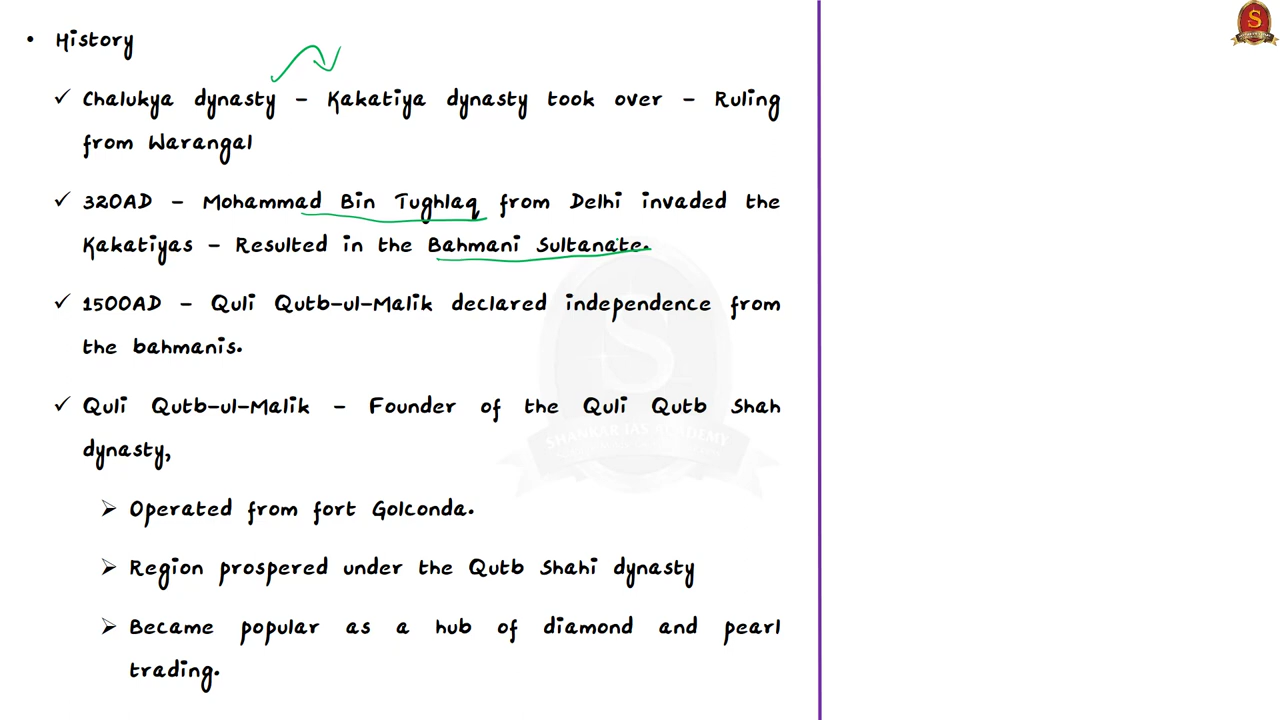 S
• History
✓ Chalukya dynasty – Kakatiya dynasty took over – Ruling
from Warangal
✓ 320AD – Mohammad Bin Tughlaq from Delhi invaded the
Kakatiyas – Resulted in the Bahmani Sultanate.
✓ 1500AD – Quli Qutb-ul-Malik declared independence from
the bahmanis.
✓ Quli Qutb-ul-Malik – Founder of the Quli Qutb Shah
dynasty,
SHANKAR IAS ACADEMY
➢ Operated from fort Golconda.
➢ Region prospered under the Qutb Shahi dynasty
➢ Became popular as a hub of diamond and pearl
trading.